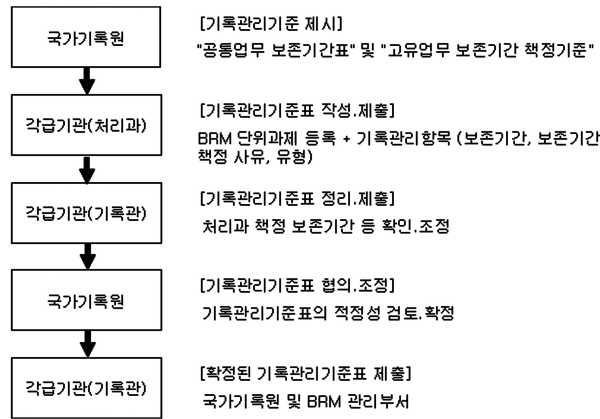 국가기록원
[기록관리기준 제시]
"공통업무 보존기간표" 및 "고유업무 보존기간 책정기준"
각급기관(처리과)
[기록관리기준표 작성.제출]
BRM 단위과제 등록 + 기록관리항목 (보존기간, 보존기간
책정 사유, 유형)
각급기관(기록관)
[기록관리기준표 정리.제출]
처리과 책정 보존기간 등 확인.조정
국가기록원
[기록관리기준표 협의.조정]
기록관리기준표의 적정성 검토.확정
각급기관(기록관)
[확정된 기록관리기준표 제출]
국가기록원 및 BRM 관리부서